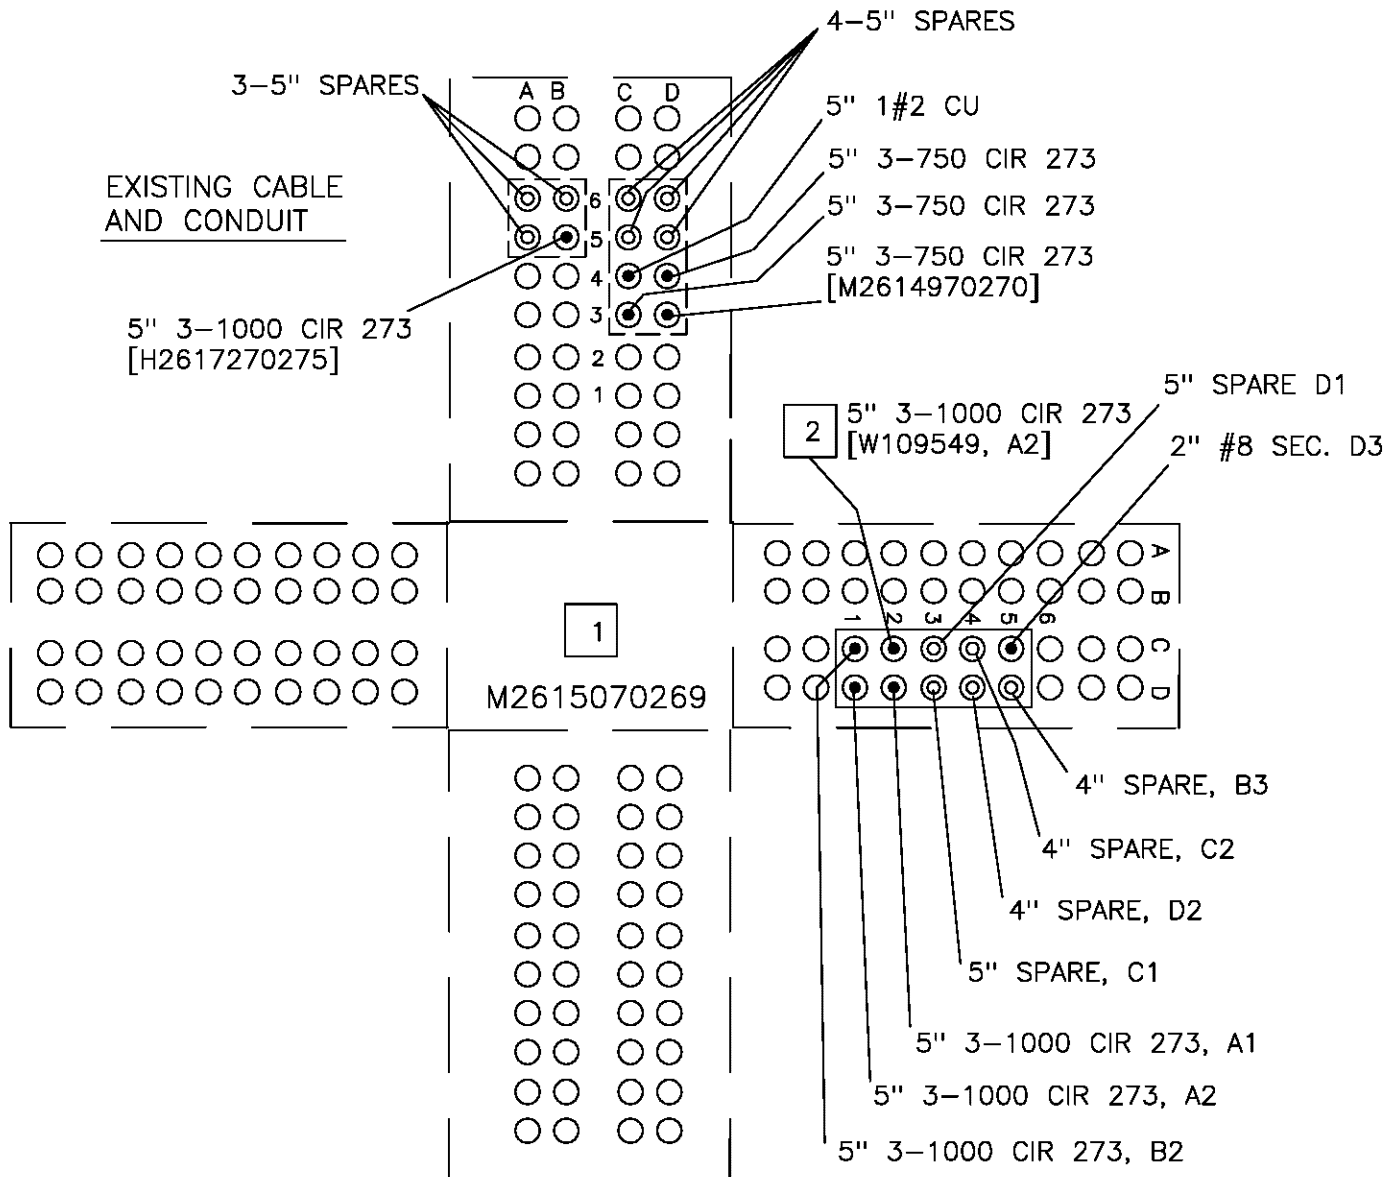 4-5" SPARES
3-5" SPARES
A B C D
5" 1#2 CU
5" 3-750 CIR 273
EXISTING CABLE
AND CONDUIT
6
5" 3-750 CIR 273
5
5" 3-750 CIR 273
[M2614970270]
4
3
5" 3-1000 CIR 273
[H2617270275]
2
1
5" SPARE D1
2
5" 3-1000 CIR 273
[W109549, A2]
2" #8 SEC. D3
A
B
1 2 3 4 5 6
C
D
1
M2615070269
4" SPARE, B3
4" SPARE, C2
4" SPARE, D2
5" SPARE, C1
5" 3-1000 CIR 273, A1
5" 3-1000 CIR 273, A2
5" 3-1000 CIR 273, B2